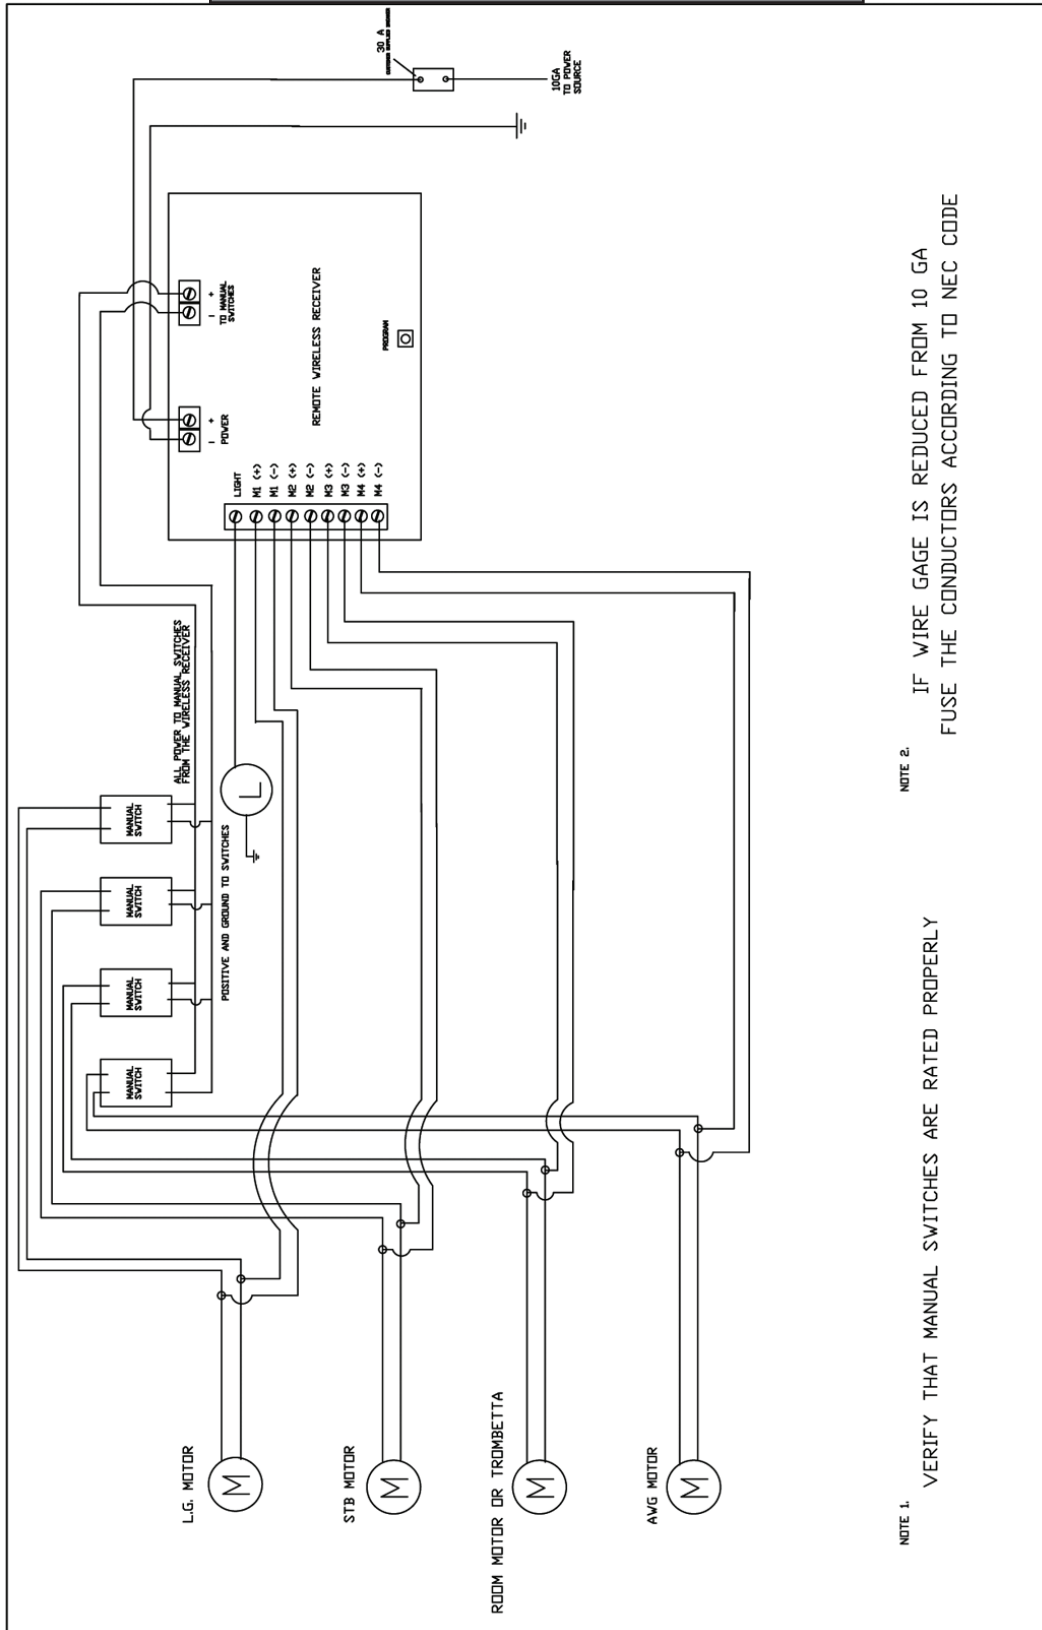 30 A
CUSTOMER SUPPLIED BREAKER
10GA
TO POWER
SOURCE
+
-
TO MANUAL
SWITCHES
+
-
POWER
REMOTE WIRELESS RECEIVER
PROGRAM
LIGHT
M1 (+)
M1 (-)
M2 (+)
M2 (-)
M3 (+)
M3 (-)
M4 (+)
M4 (-)
ALL POWER TO MANUAL SWITCHES
FROM THE WIRELESS RECEIVER
MANUAL
SWITCH
MANUAL
SWITCH
MANUAL
SWITCH
MANUAL
SWITCH
L
POSITIVE AND GROUND TO SWITCHES
L.G. MOTOR
M
STB MOTOR
M
ROOM MOTOR OR TROMBETTA
M
AWG MOTOR
M
NOTE 1.
VERIFY THAT MANUAL SWITCHES ARE RATED PROPERLY
NOTE 2.
IF WIRE GAGE IS REDUCED FROM 10 GA
FUSE THE CONDUCTORS ACCORDING TO NEC CODE